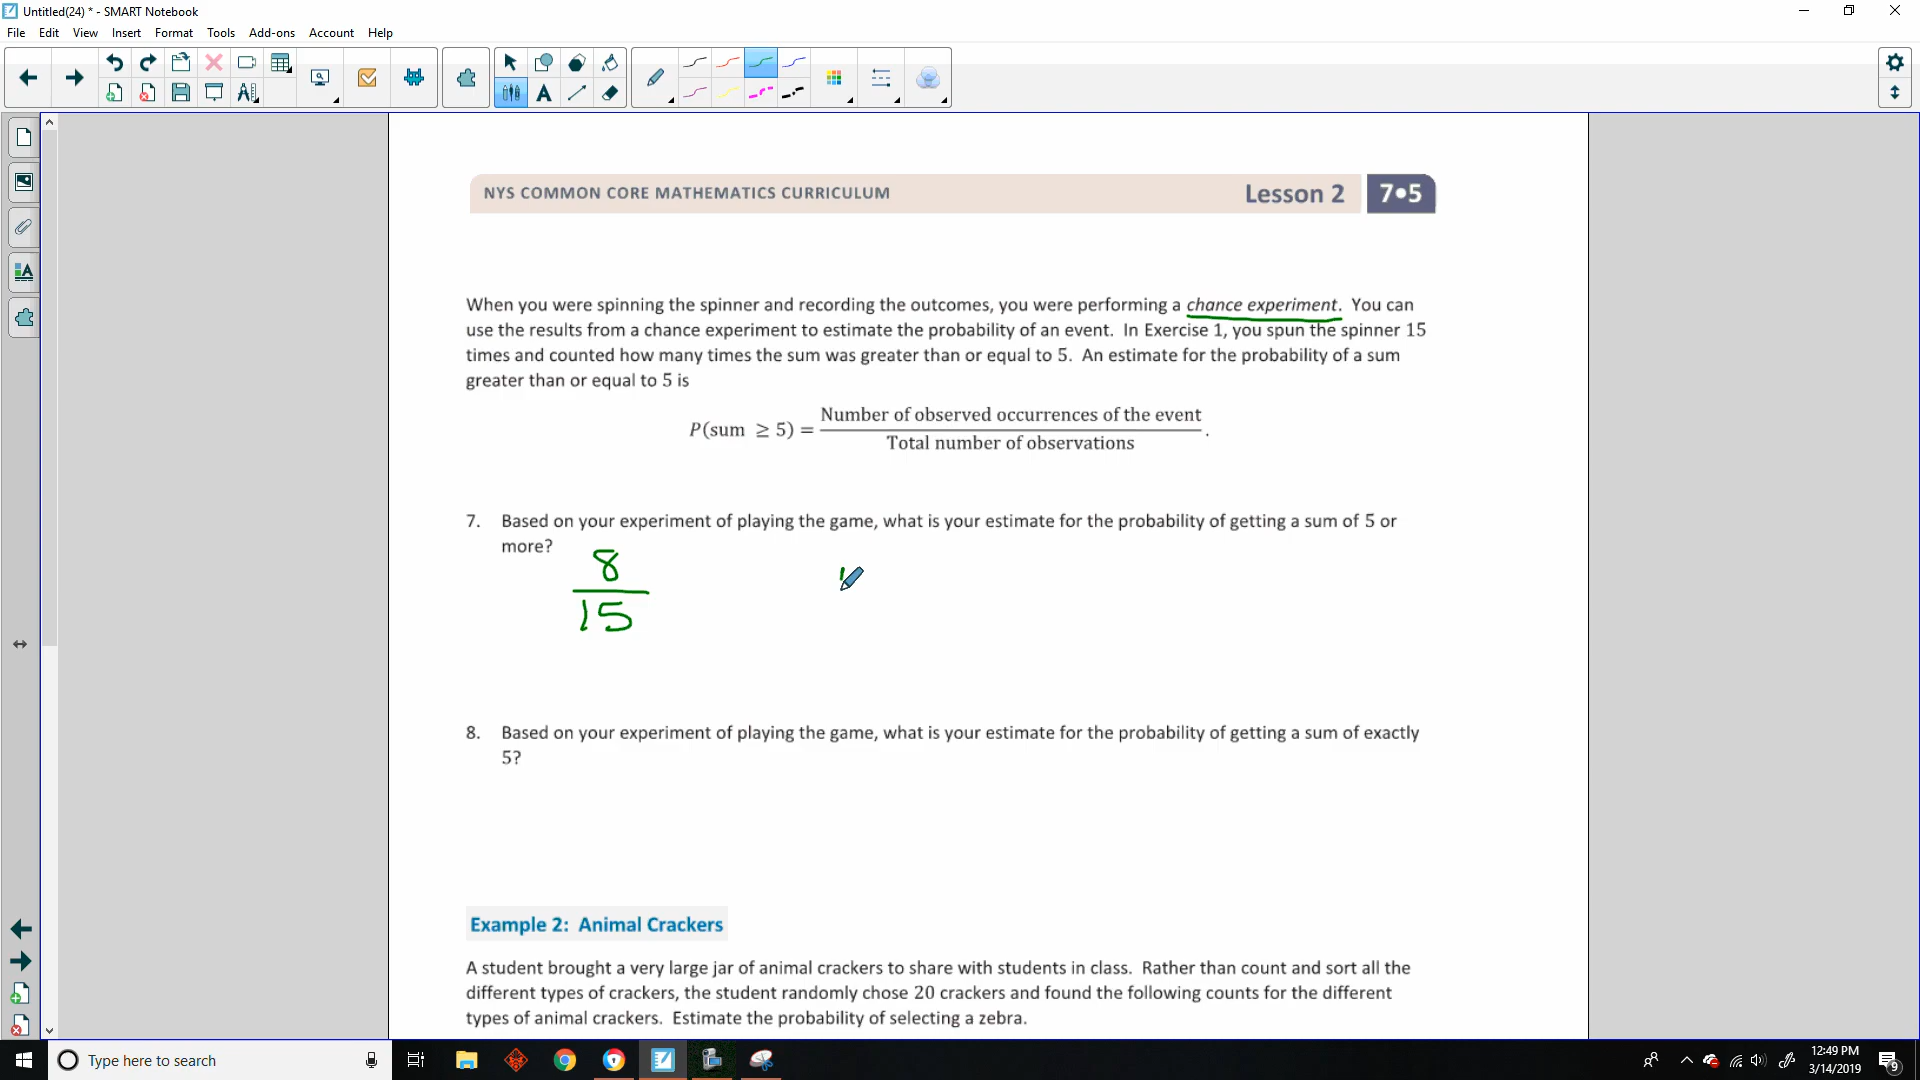 Untitled(24) * - SMART Notebook
File Edit View Insert Format Tools Add-ons Account Help
NYS COMMON CORE MATHEMATICS CURRICULUM Lesson 2 7•5
When you were spinning the spinner and recording the outcomes, you were performing a chance experiment. You can
use the results from a chance experiment to estimate the probability of an event. In Exercise 1, you spun the spinner 15
times and counted how many times the sum was greater than or equal to 5. An estimate for the probability of a sum
greater than or equal to 5 is
Number of observed occurrences of the event
P(sum ≥ 5) =
Total number of observations
.
7. Based on your experiment of playing the game, what is your estimate for the probability of getting a sum of 5 or
more?
8
15
8. Based on your experiment of playing the game, what is your estimate for the probability of getting a sum of exactly
5?
Example 2: Animal Crackers
A student brought a very large jar of animal crackers to share with students in class. Rather than count and sort all the
different types of crackers, the student randomly chose 20 crackers and found the following counts for the different
types of animal crackers. Estimate the probability of selecting a zebra.
Type here to search
12:49 PM
3/14/2019
9